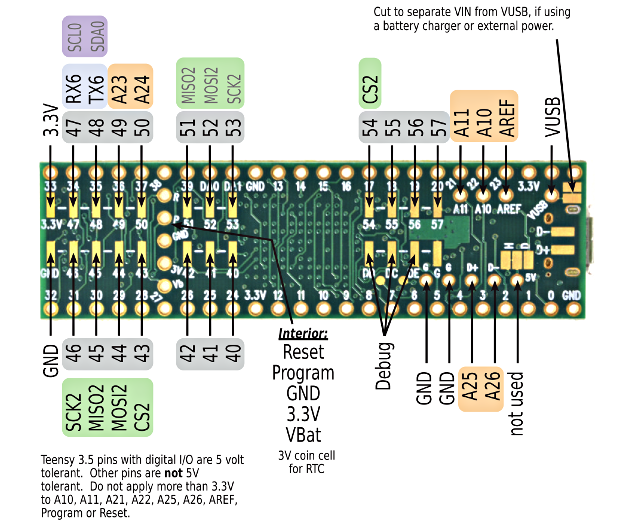 Cut to separate VIN from VUSB, if using
a battery charger or external power.
SCL0 SDA0
RX6 TX6 A23 A24 MISO2 MOSI2 SCK2 CS2 A11 A10 AREF VUSB
3.3V 47 48 49 50 51 52 53 54 55 56 57
33 34 35 36 37 38 39 DA0 DA1 GND 13 14 15 16 17 18 19 20 21 22 23 3.3V
R
A11 A10 AREF VUSB
3.3V 47 48 49 50 P 51 52 53 54 55 56 57
GND D-
D+
GND 46 45 44 43 3V 42 41 40 DD DC DE G G D+ D-
VB 5V
32 31 30 29 28 27 26 25 24 3.3V 12 11 10 9 8 7 6 5 4 3 2 1 0 GND
GND 46 45 44 43 42 41 40 Debug GND GND A25 A26 not used
SCK2 MISO2 MOSI2 CS2
Interior:
Reset
Program
GND
3.3V
VBat
3V coin cell
for RTC
Teensy 3.5 pins with digital I/O are 5 volt
tolerant. Other pins are not 5V
tolerant. Do not apply more than 3.3V
to A10, A11, A21, A22, A25, A26, AREF,
Program or Reset.